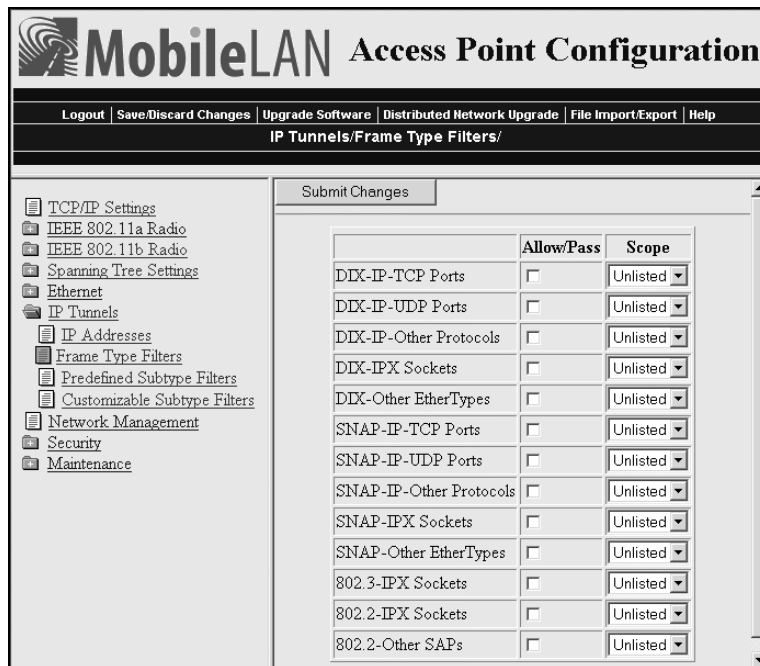 MobileLAN Access Point Configuration
Logout | Save/Discard Changes | Upgrade Software | Distributed Network Upgrade | File Import/Export | Help
IP Tunnels/Frame Type Filters/
TCP/IP Settings
IEEE 802.11a Radio
IEEE 802.11b Radio
Spanning Tree Settings
Ethernet
IP Tunnels
IP Addresses
Frame Type Filters
Predefined Subtype Filters
Customizable Subtype Filters
Network Management
Security
Maintenance
Submit Changes
Allow/Pass Scope
DIX-IP-TCP Ports Unlisted
DIX-IP-UDP Ports Unlisted
DIX-IP-Other Protocols Unlisted
DIX-IPX Sockets Unlisted
DIX-Other EtherTypes Unlisted
SNAP-IP-TCP Ports Unlisted
SNAP-IP-UDP Ports Unlisted
SNAP-IP-Other Protocols Unlisted
SNAP-IPX Sockets Unlisted
SNAP-Other EtherTypes Unlisted
802.3-IPX Sockets Unlisted
802.2-IPX Sockets Unlisted
802.2-Other SAPs Unlisted